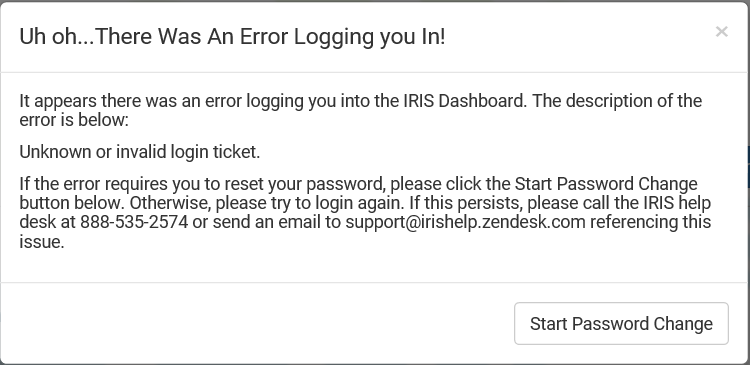 Uh oh...There Was An Error Logging you In!
×
It appears there was an error logging you into the IRIS Dashboard. The description of the
error is below:
Unknown or invalid login ticket.
If the error requires you to reset your password, please click the Start Password Change
button below. Otherwise, please try to login again. If this persists, please call the IRIS help
desk at 888-535-2574 or send an email to support@irishelp.zendesk.com referencing this
issue.
Start Password Change